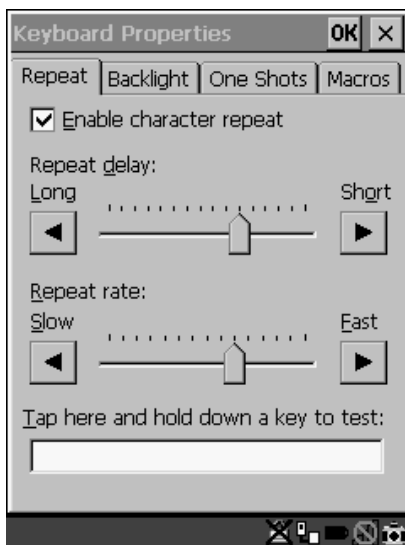 Keyboard Properties OK ×
Repeat Backlight One Shots Macros
Enable character repeat
Repeat delay:
Long Short
Repeat rate:
Slow Fast
Tap here and hold down a key to test: